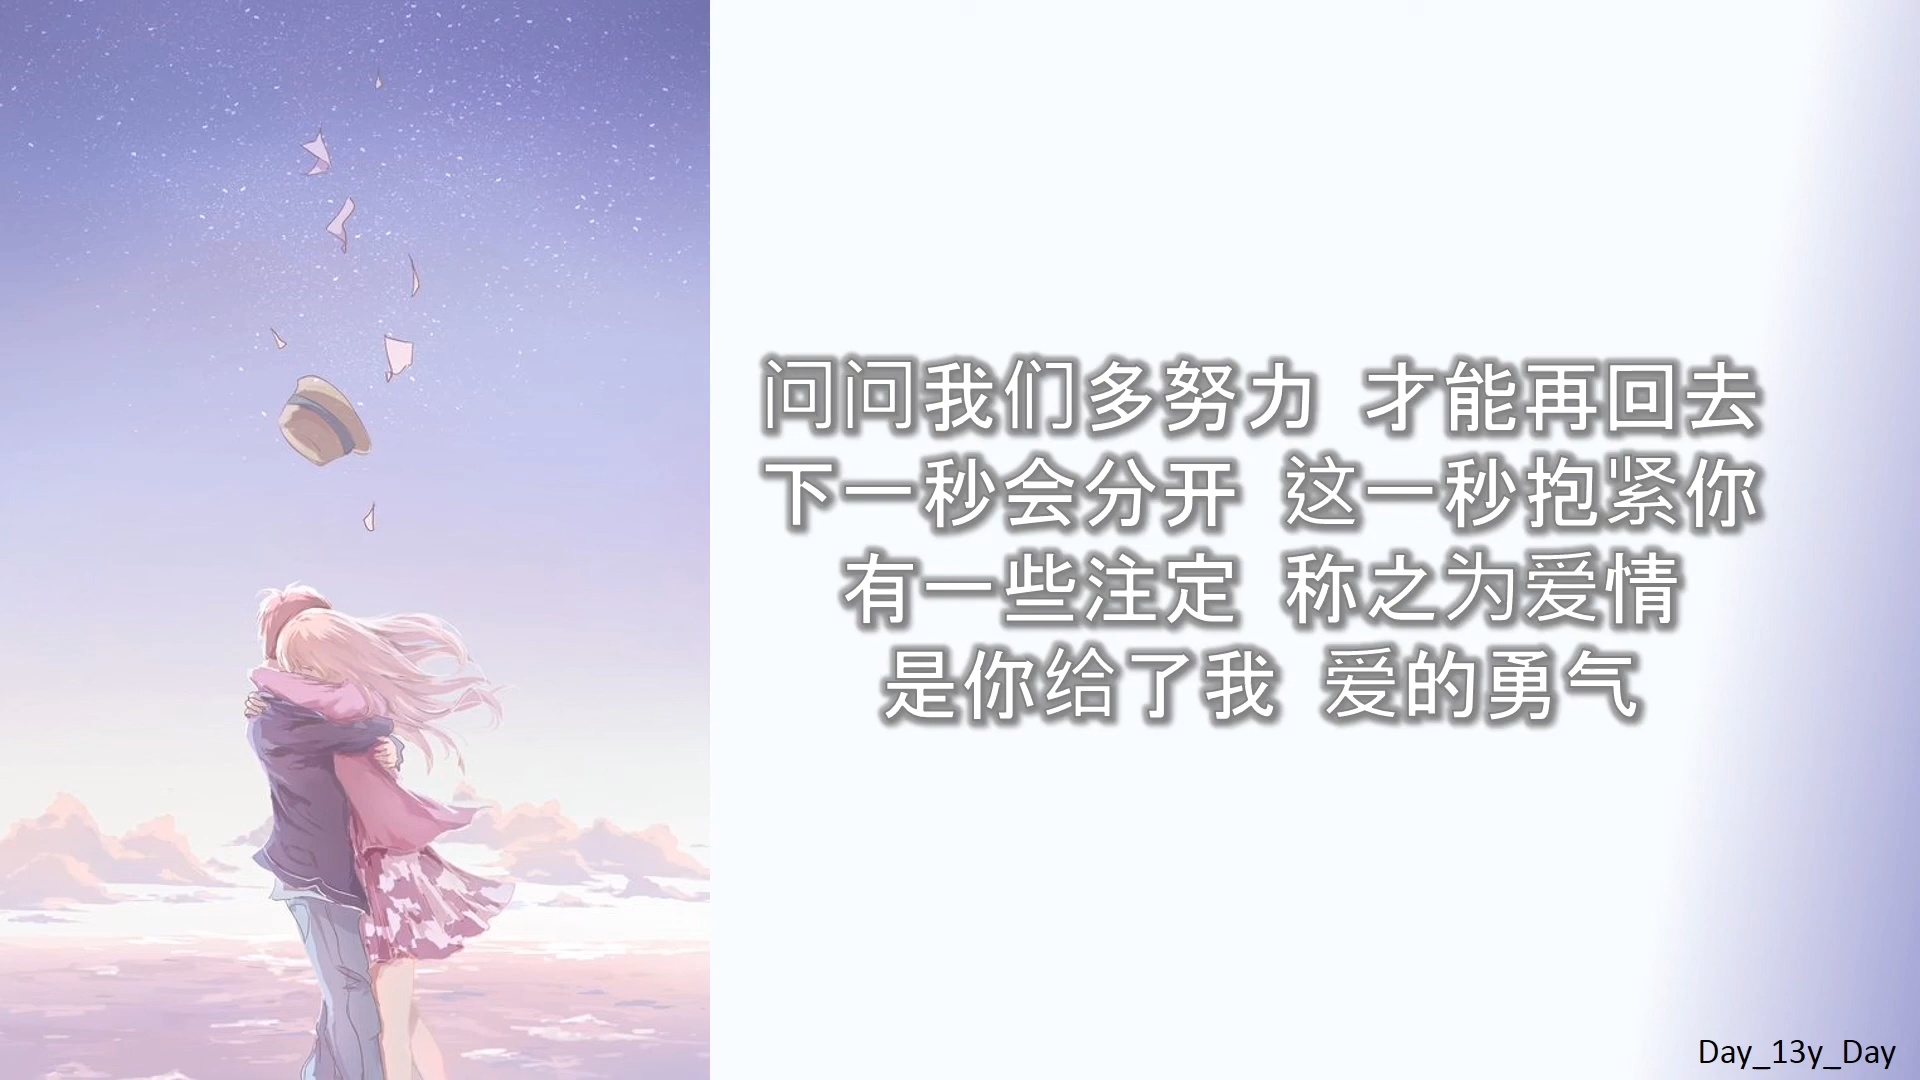 问问我们多努力 才能再回去
下一秒会分开 这一秒抱紧你
有一些注定 称之为爱情
是你给了我 爱的勇气
Day_13y_Day